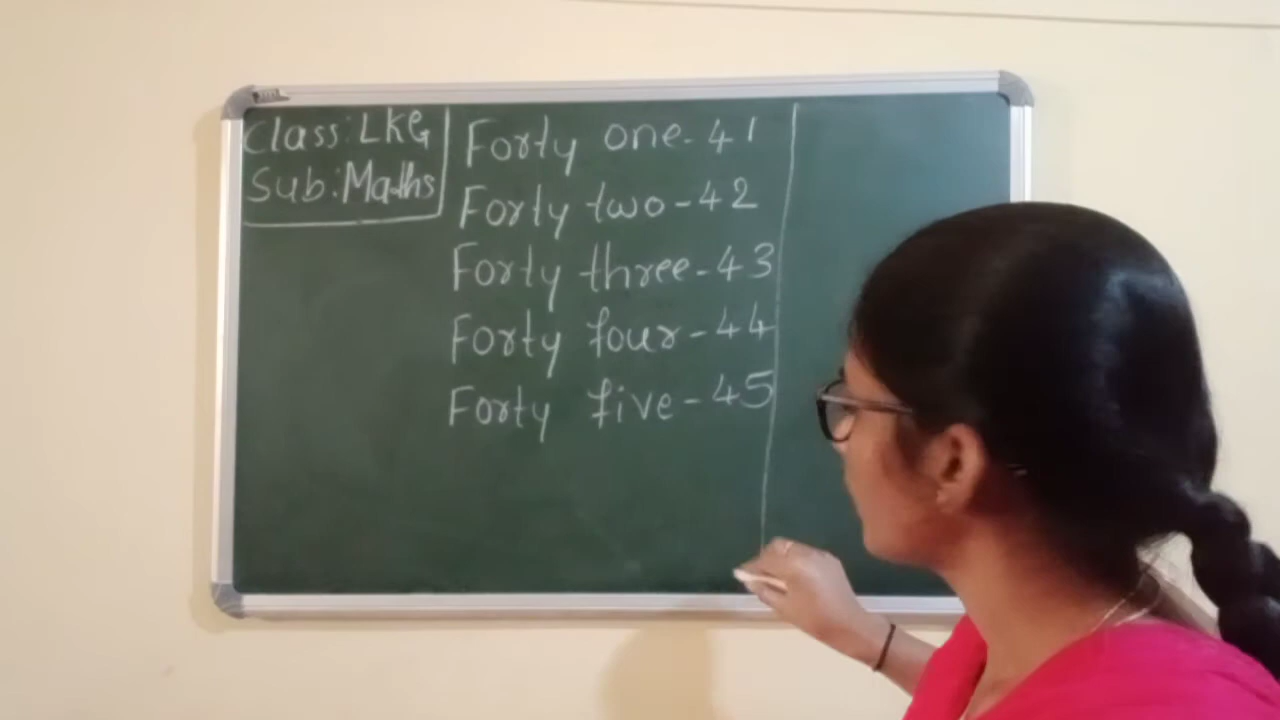 Class: LKG
Sub: Maths
Forty one - 41
Forty two - 42
Forty three - 43
Forty four - 44
Forty five - 45